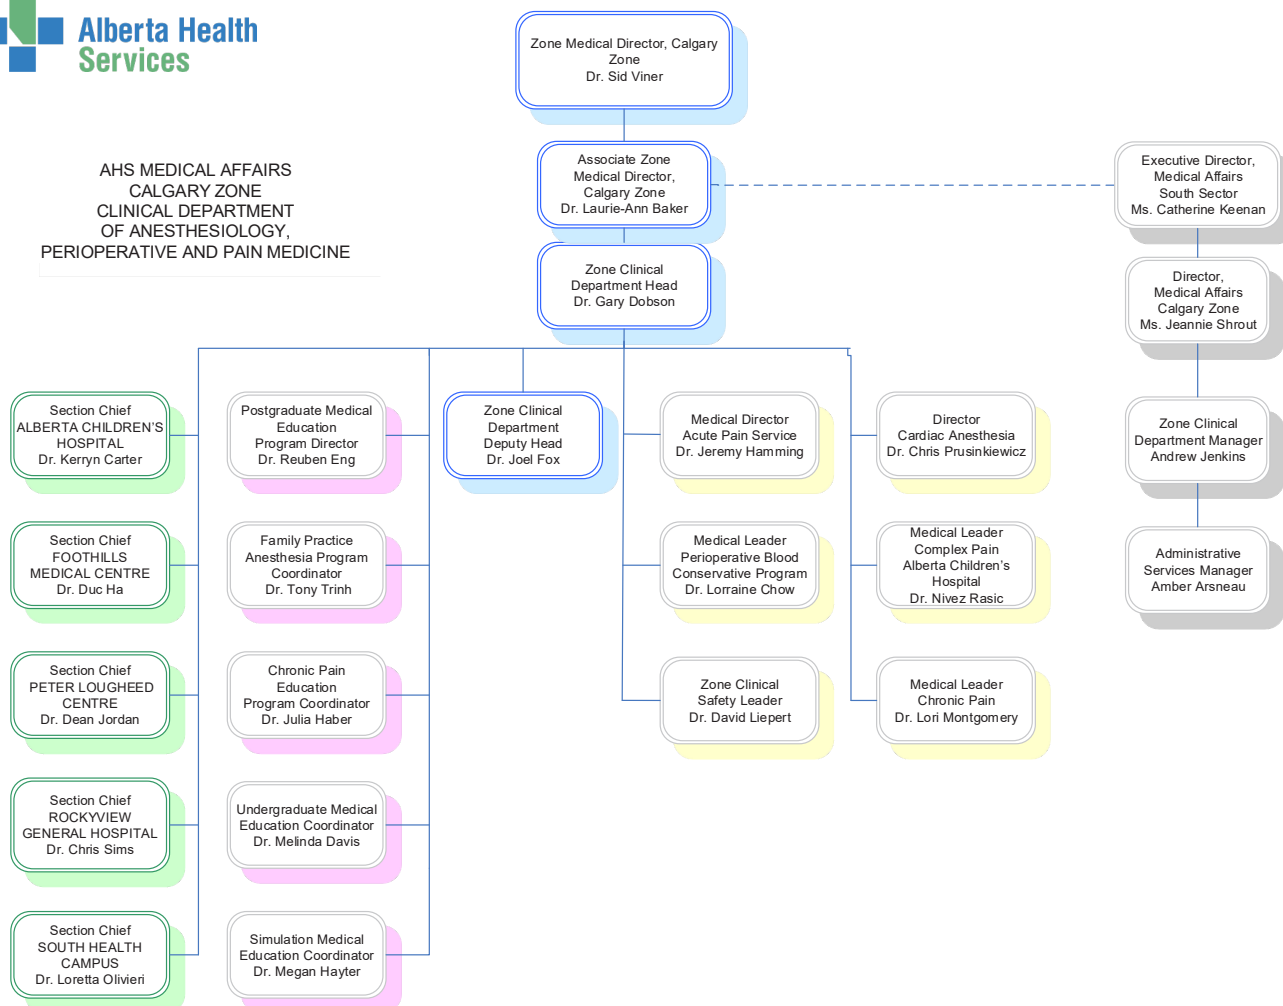 Alberta Health
Services
AHS MEDICAL AFFAIRS
CALGARY ZONE
CLINICAL DEPARTMENT
OF ANESTHESIOLOGY,
PERIOPERATIVE AND PAIN MEDICINE
Zone Medical Director, Calgary
Zone
Dr. Sid Viner
Associate Zone
Medical Director,
Calgary Zone
Dr. Laurie-Ann Baker
Executive Director,
Medical Affairs
South Sector
Ms. Catherine Keenan
Zone Clinical
Department Head
Dr. Gary Dobson
Director,
Medical Affairs
Calgary Zone
Ms. Jeannie Shrout
Section Chief
ALBERTA CHILDREN'S
HOSPITAL
Dr. Kerryn Carter
Postgraduate Medical
Education
Program Director
Dr. Reuben Eng
Zone Clinical
Department
Deputy Head
Dr. Joel Fox
Medical Director
Acute Pain Service
Dr. Jeremy Hamming
Director
Cardiac Anesthesia
Dr. Chris Prusinkiewicz
Zone Clinical
Department Manager
Andrew Jenkins
Section Chief
FOOTHILLS
MEDICAL CENTRE
Dr. Duc Ha
Family Practice
Anesthesia Program
Coordinator
Dr. Tony Trinh
Medical Leader
Perioperative Blood
Conservative Program
Dr. Lorraine Chow
Medical Leader
Complex Pain
Alberta Children's
Hospital
Dr. Nivez Rasic
Administrative
Services Manager
Amber Arsneau
Section Chief
PETER LOUGHEED
CENTRE
Dr. Dean Jordan
Chronic Pain
Education
Program Coordinator
Dr. Julia Haber
Zone Clinical
Safety Leader
Dr. David Liepert
Medical Leader
Chronic Pain
Dr. Lori Montgomery
Section Chief
ROCKYVIEW
GENERAL HOSPITAL
Dr. Chris Sims
Undergraduate Medical
Education Coordinator
Dr. Melinda Davis
Section Chief
SOUTH HEALTH
CAMPUS
Dr. Loretta Olivieri
Simulation Medical
Education Coordinator
Dr. Megan Hayter